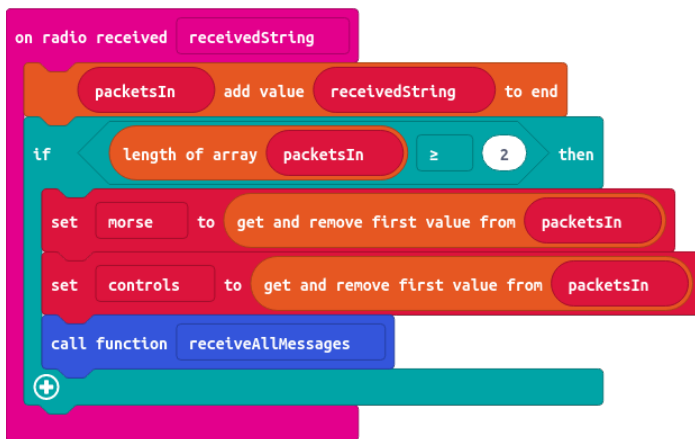 on radio received receivedString
packetsIn add value receivedString to end
if length of array packetsIn ≥ 2 then
set morse to get and remove first value from packetsIn
set controls to get and remove first value from packetsIn
call function receiveAllMessages